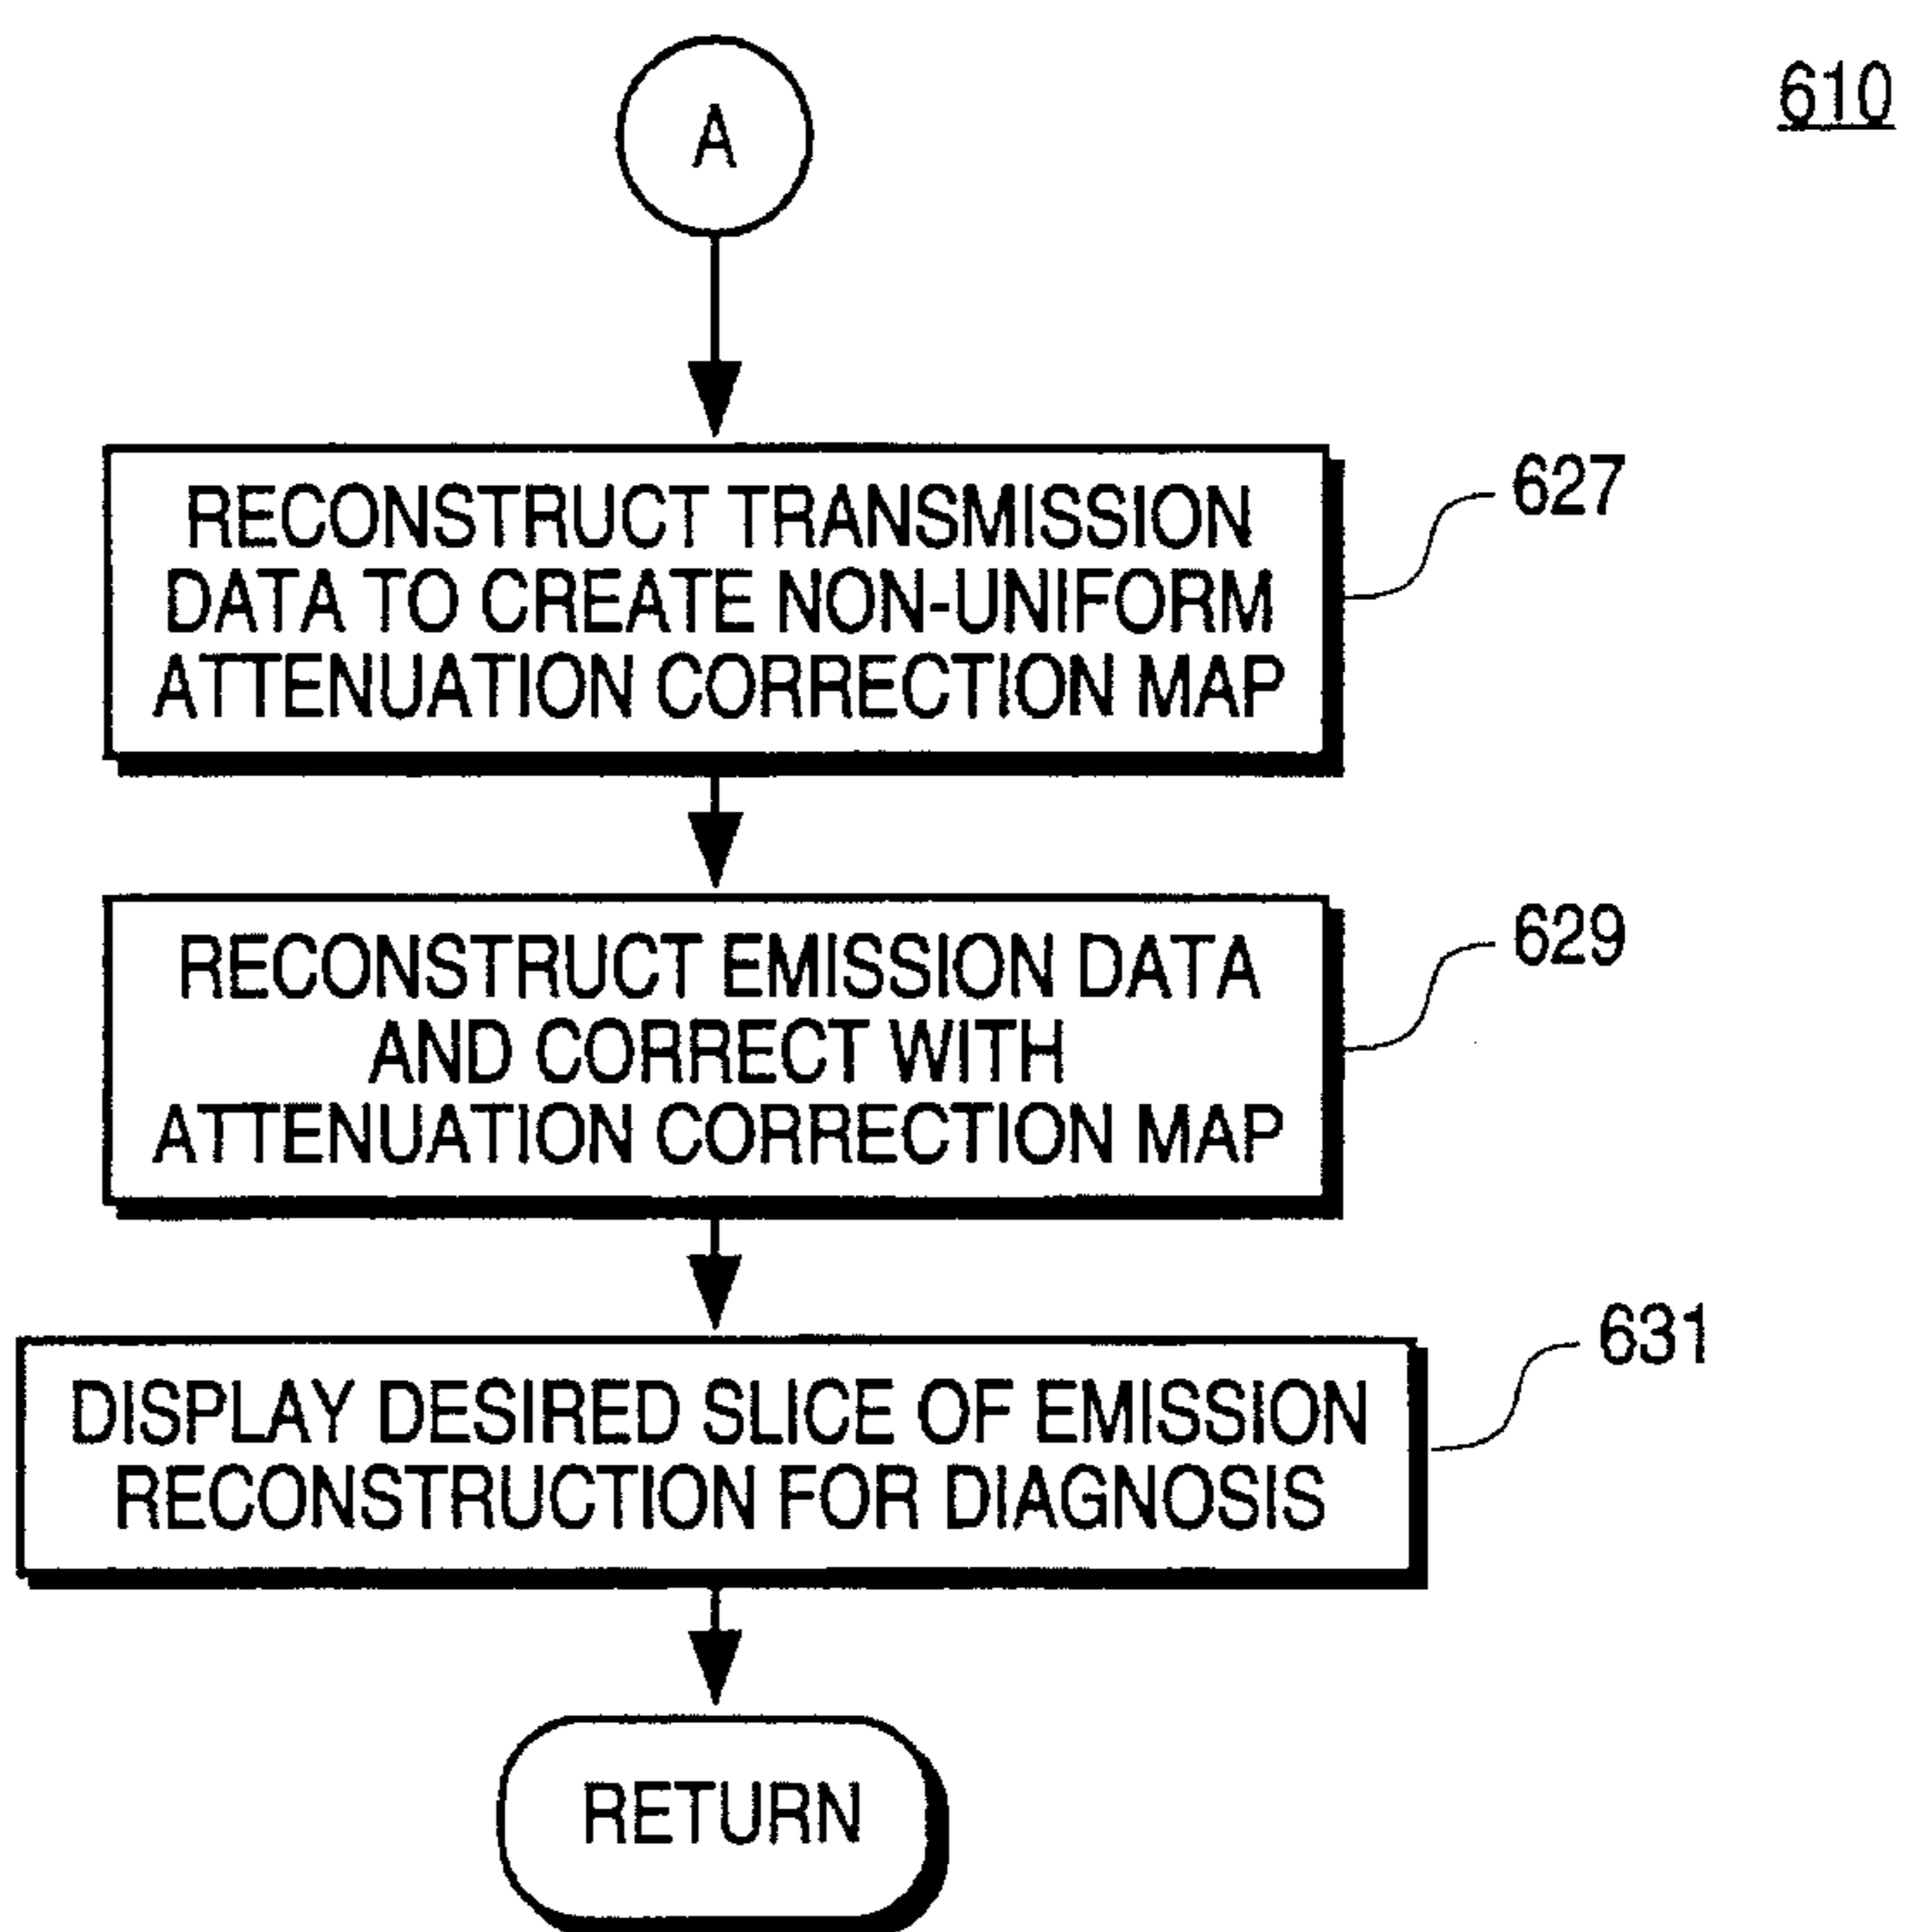 610
A
RECONSTRUCT TRANSMISSION
DATA TO CREATE NON-UNIFORM
ATTENUATION CORRECTION MAP
627
RECONSTRUCT EMISSION DATA
AND CORRECT WITH
ATTENUATION CORRECTION MAP
629
DISPLAY DESIRED SLICE OF EMISSION
RECONSTRUCTION FOR DIAGNOSIS
631
RETURN